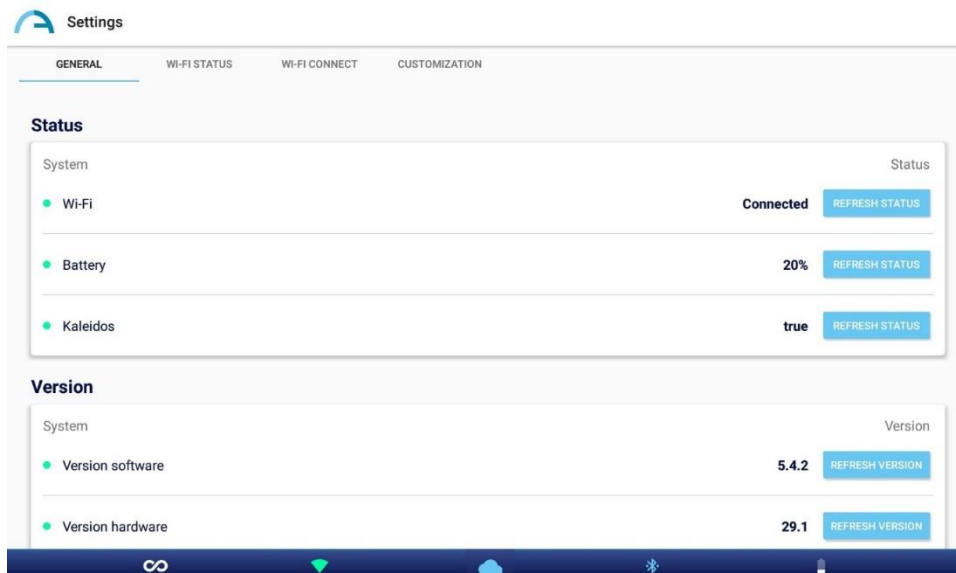 Settings
GENERAL WI-FI STATUS WI-FI CONNECT CUSTOMIZATION
Status
System Status
Wi-Fi Connected REFRESH STATUS
Battery 20% REFRESH STATUS
Kaleidos true REFRESH STATUS
Version
System Version
Version software 5.4.2 REFRESH VERSION
Version hardware 29.1 REFRESH VERSION